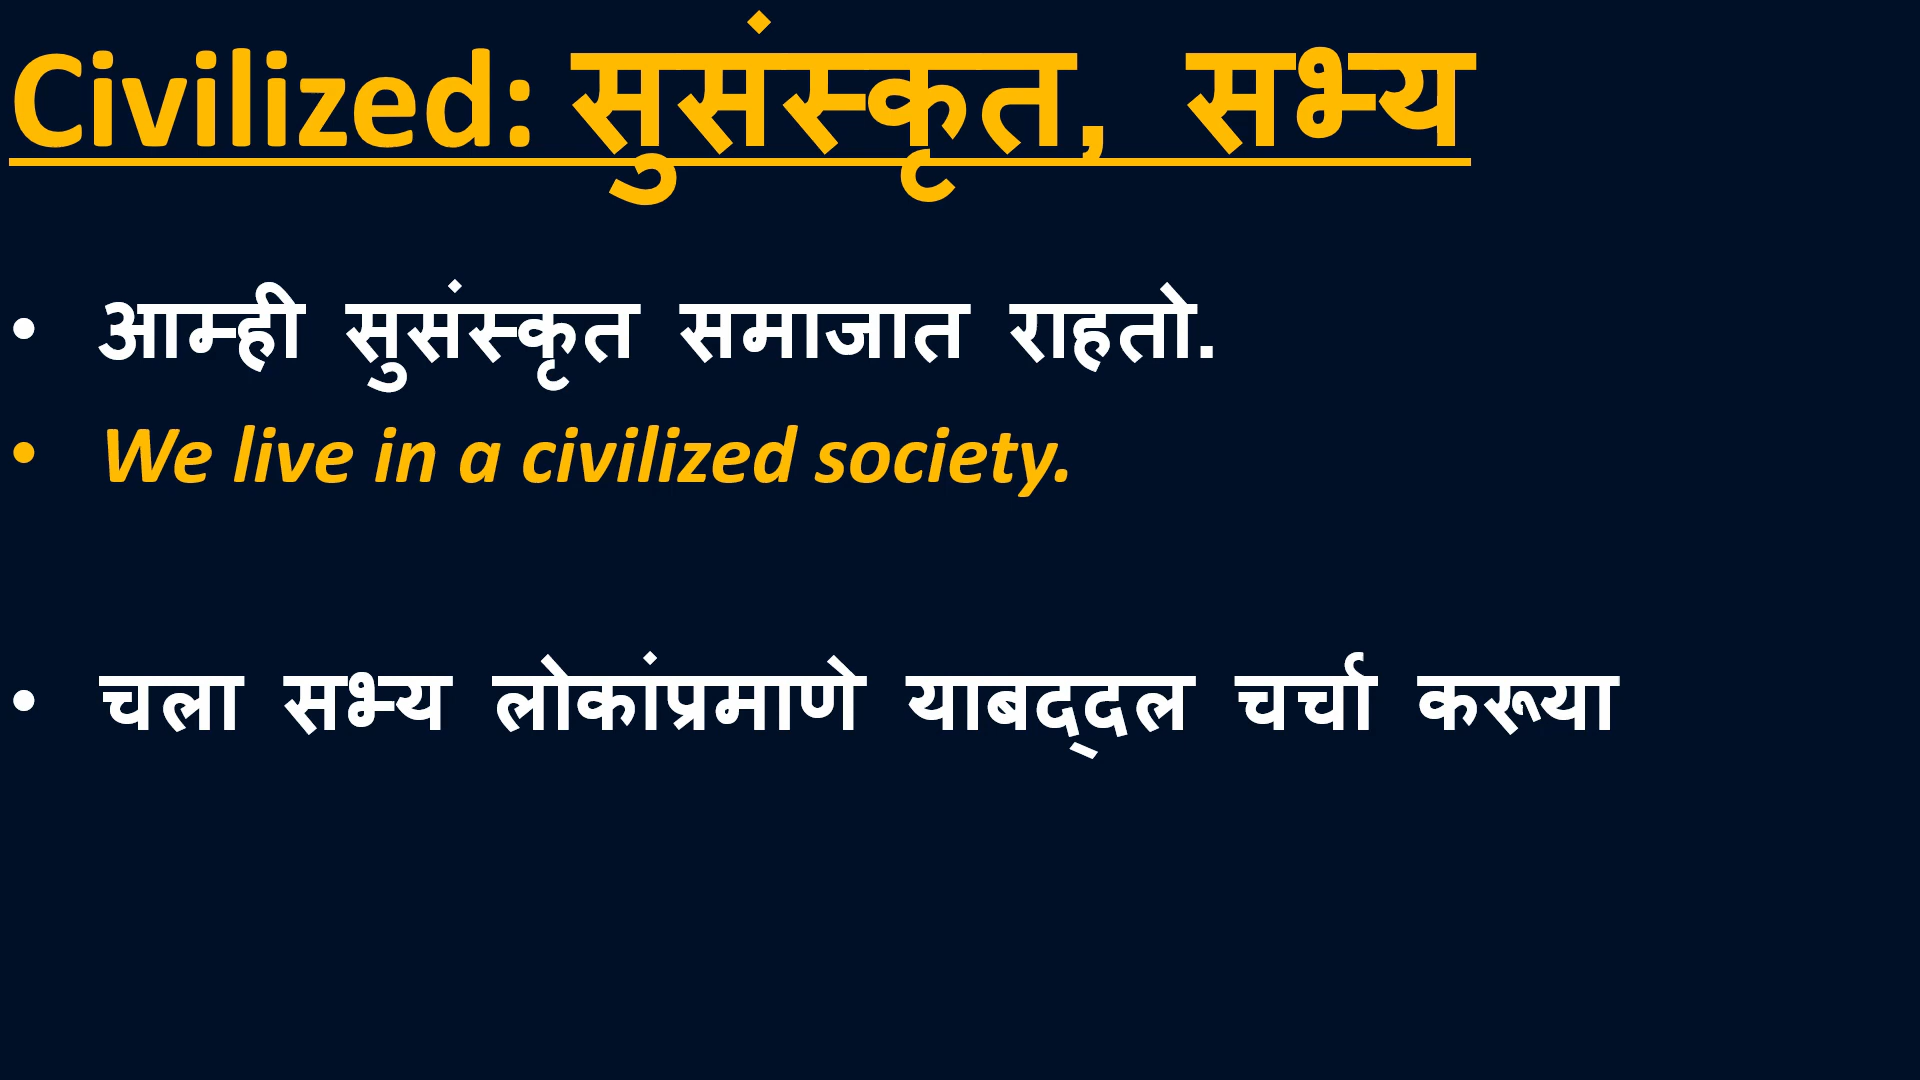 Civilized: सुसंस्कृत, सभ्य
• आम्ही सुसंस्कृत समाजात राहतो.
• We live in a civilized society.
• चला सभ्य लोकांप्रमाणे याबद्दल चर्चा करूया